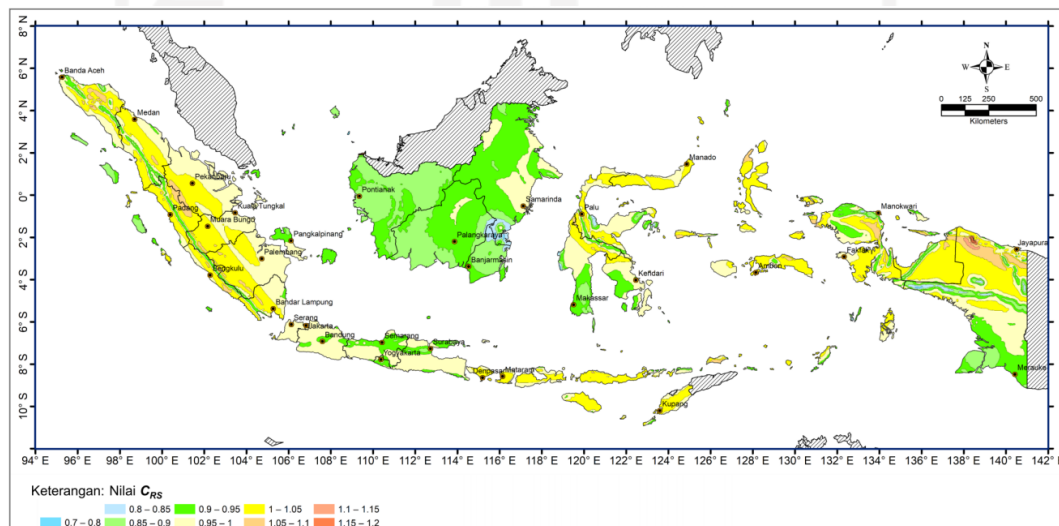 8° N
6° N
4° N
2° N
0°
2° S
4° S
6° S
8° S
10° S
N
W E
S
0 125 250 500
Kilometers
Banda Aceh
Medan
Pekanbaru
Padang
Kuala Tungkal
Muara Bungo
Pangkalpinang
Palembang
Bengkulu
Bandar Lampung
Serang
Jakarta
Bandung
Semarang
Yogyakarta
Surabaya
Denpasar
Mataram
Kupang
Pontianak
Palangkaraya
Banjarmasin
Samarinda
Manado
Palu
Kendari
Makassar
Ambon
Fakfak
Manokwari
Jayapura
Merauke
94° E 96° E 98° E 100° E 102° E 104° E 106° E 108° E 110° E 112° E 114° E 116° E 118° E 120° E 122° E 124° E 126° E 128° E 130° E 132° E 134° E 136° E 138° E 140° E 142° E
Keterangan: Nilai C_RS
0.8 – 0.85 0.9 – 0.95 1 – 1.05 1.1 – 1.15
0.7 – 0.8 0.85 – 0.9 0.95 – 1 1.05 – 1.1 1.15 – 1.2